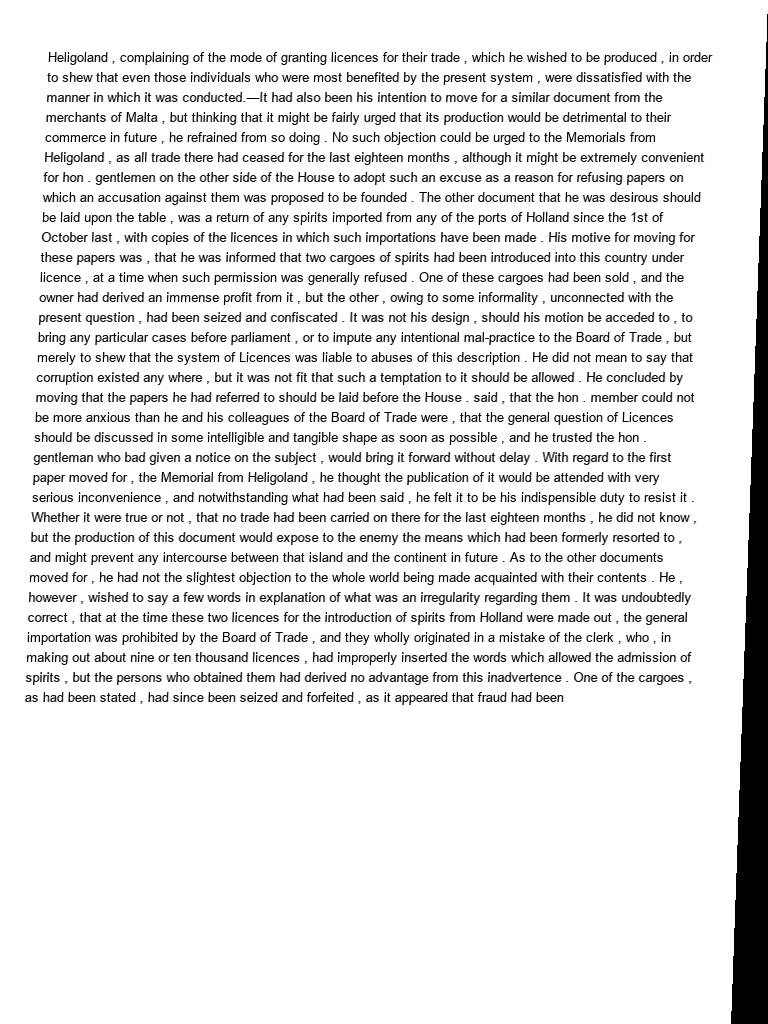 Heligoland , complaining of the mode of granting licences for their trade , which he wished to be produced , in order
to shew that even those individuals who were most benefited by the present system , were dissatisfied with the
manner in which it was conducted.—It had also been his intention to move for a similar document from the
merchants of Malta , but thinking that it might be fairly urged that its production would be detrimental to their
commerce in future , he refrained from so doing . No such objection could be urged to the Memorials from
Heligoland , as all trade there had ceased for the last eighteen months , although it might be extremely convenient
for hon . gentlemen on the other side of the House to adopt such an excuse as a reason for refusing papers on
which an accusation against them was proposed to be founded . The other document that he was desirous should
be laid upon the table , was a return of any spirits imported from any of the ports of Holland since the 1st of
October last , with copies of the licences in which such importations have been made . His motive for moving for
these papers was , that he was informed that two cargoes of spirits had been introduced into this country under
licence , at a time when such permission was generally refused . One of these cargoes had been sold , and the
owner had derived an immense profit from it , but the other , owing to some informality , unconnected with the
present question , had been seized and confiscated . It was not his design , should his motion be acceded to , to
bring any particular cases before parliament , or to impute any intentional mal-practice to the Board of Trade , but
merely to shew that the system of Licences was liable to abuses of this description . He did not mean to say that
corruption existed any where , but it was not fit that such a temptation to it should be allowed . He concluded by
moving that the papers he had referred to should be laid before the House . said , that the hon . member could not
be more anxious than he and his colleagues of the Board of Trade were , that the general question of Licences
should be discussed in some intelligible and tangible shape as soon as possible , and he trusted the hon .
gentleman who bad given a notice on the subject , would bring it forward without delay . With regard to the first
paper moved for , the Memorial from Heligoland , he thought the publication of it would be attended with very
serious inconvenience , and notwithstanding what had been said , he felt it to be his indispensible duty to resist it .
Whether it were true or not , that no trade had been carried on there for the last eighteen months , he did not know ,
but the production of this document would expose to the enemy the means which had been formerly resorted to ,
and might prevent any intercourse between that island and the continent in future . As to the other documents
moved for , he had not the slightest objection to the whole world being made acquainted with their contents . He ,
however , wished to say a few words in explanation of what was an irregularity regarding them . It was undoubtedly
correct , that at the time these two licences for the introduction of spirits from Holland were made out , the general
importation was prohibited by the Board of Trade , and they wholly originated in a mistake of the clerk , who , in
making out about nine or ten thousand licences , had improperly inserted the words which allowed the admission of
spirits , but the persons who obtained them had derived no advantage from this inadvertence . One of the cargoes ,
as had been stated , had since been seized and forfeited , as it appeared that fraud had been